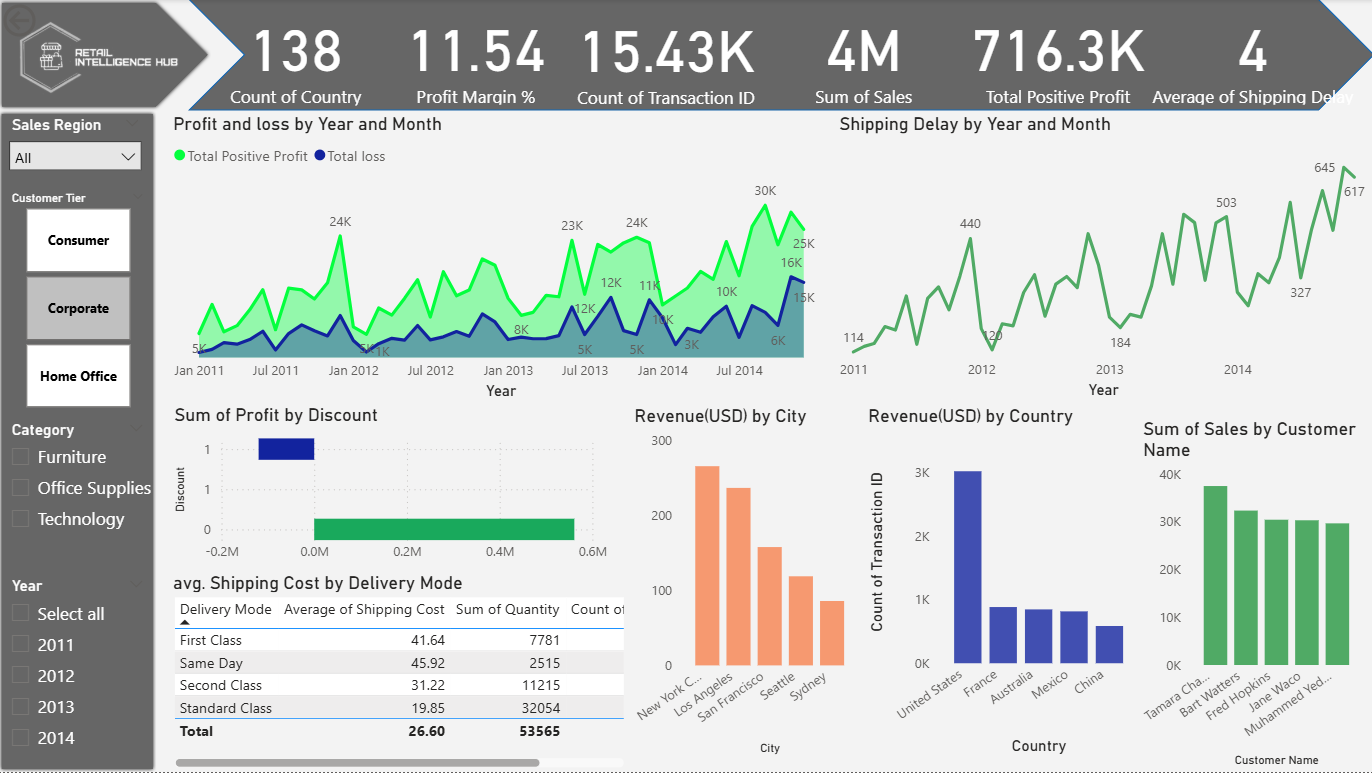 RETAIL
INTELLIGENCE HUB
138
Count of Country
11.54
Profit Margin %
15.43K
Count of Transaction ID
4M
Sum of Sales
716.3K
Total Positive Profit
4
Average of Shipping Delay
Sales Region
All
Customer Tier
Consumer
Corporate
Home Office
Category
Furniture
Office Supplies
Technology
Year
Select all
2011
2012
2013
2014
Profit and loss by Year and Month
Total Positive Profit
Total loss
30K
24K
23K
24K
25K
16K
12K
11K
10K
15K
12K
10K
8K
6K
5K
5K
1K
5K
5K
3K
Jan 2011
Jul 2011
Jan 2012
Jul 2012
Jan 2013
Jul 2013
Jan 2014
Jul 2014
Year
Shipping Delay by Year and Month
645
617
503
440
327
114
120
184
2011
2012
2013
2014
Year
Sum of Profit by Discount
Discount
1
1
0
-0.2M
0.0M
0.2M
0.4M
0.6M
avg. Shipping Cost by Delivery Mode
Delivery Mode Average of Shipping Cost Sum of Quantity Count of
First Class 41.64 7781
Same Day 45.92 2515
Second Class 31.22 11215
Standard Class 19.85 32054
Total 26.60 53565
Revenue(USD) by City
300
200
100
0
New York C...
Los Angeles
San Francisco
Seattle
Sydney
City
Revenue(USD) by Country
Count of Transaction ID
3K
2K
1K
0K
United States
France
Australia
Mexico
China
Country
Sum of Sales by Customer
Name
40K
30K
20K
10K
0K
Tamara Cha...
Bart Watters
Fred Hopkins
Jane Waco
Muhammed Yed...
Customer Name